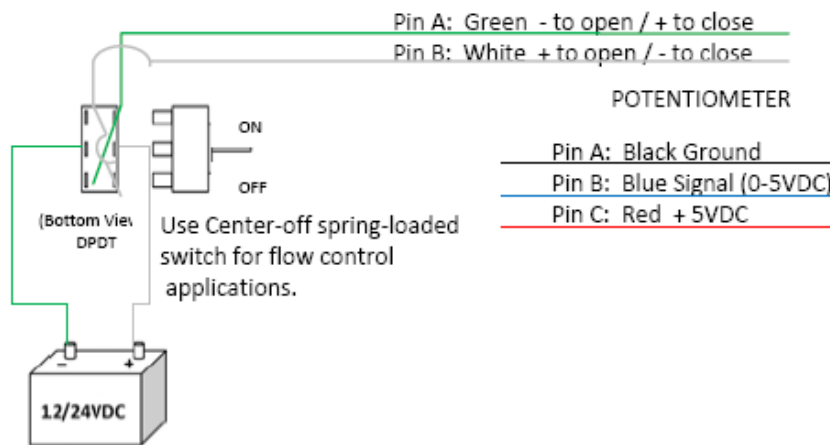 Pin A: Green - to open / + to close
Pin B: White + to open / - to close
POTENTIOMETER
ON
OFF
Pin A: Black Ground
Pin B: Blue Signal (0-5VDC)
Pin C: Red + 5VDC
(Bottom View
DPDT
Use Center-off spring-loaded
switch for flow control
applications.
- +
12/24VDC